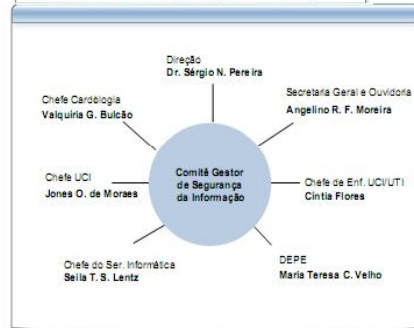 Direção
Dr. Sérgio N. Pereira
Secretaria Geral e Ouvidoria
Angelino R. F. Moreira
Chefe Cardiologia
Valquíria G. Bulcão
Comitê Gestor
de Segurança
da Informação
Chefe UCI
Jones O. de Moraes
Chefe de Enf. UCI/UTI
Cintia Flores
Chefe do Ser. Informática
Seila T. S. Lentz
DEPE
Maria Teresa C. Velho